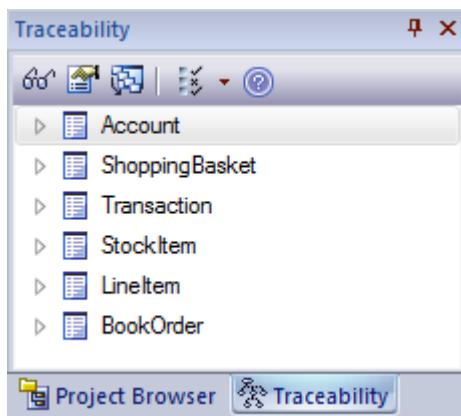 Traceability
Account
ShoppingBasket
Transaction
StockItem
LineItem
BookOrder
Project Browser Traceability